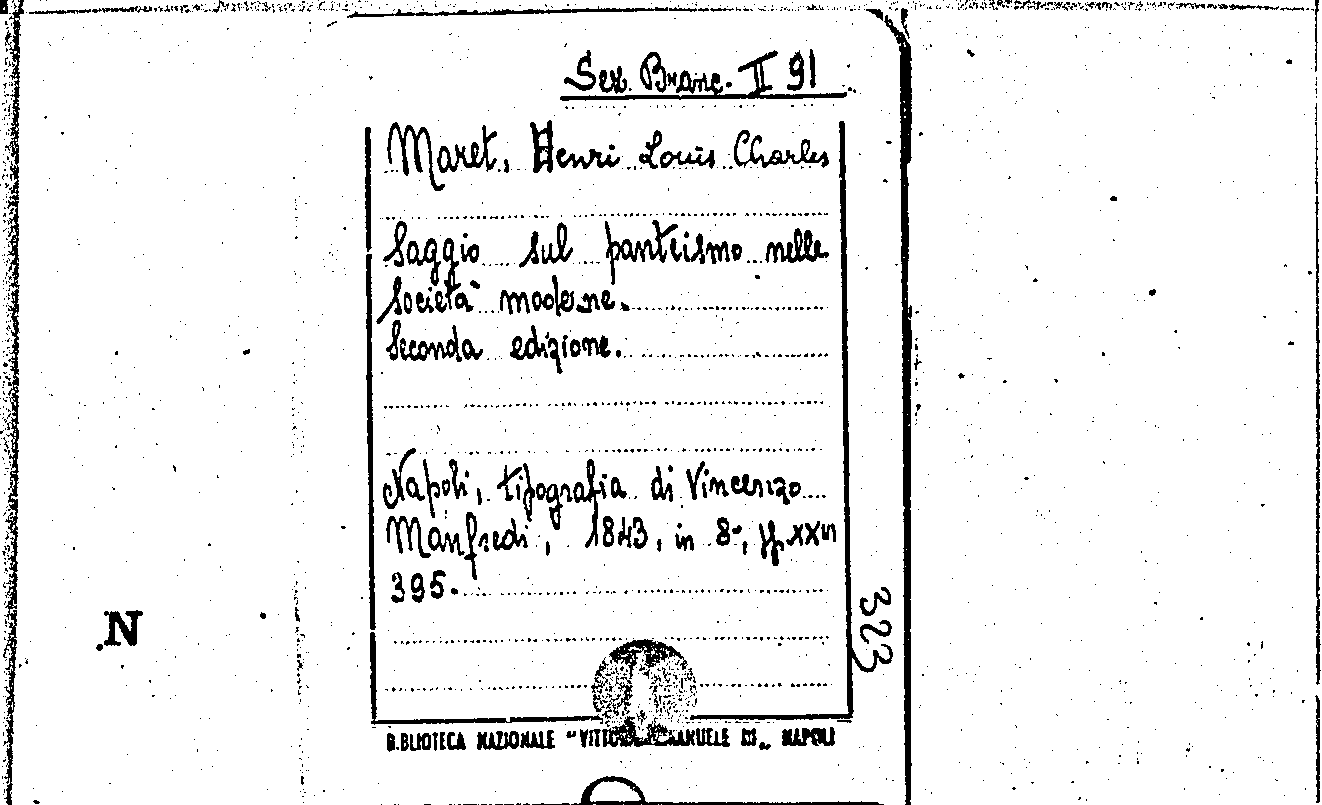 Sez. Branc. II 91
Maret, Henri Louis Charles
Saggio sul panteismo nelle
Società moderne.
Seconda edizione.
Napoli, tipografia di Vincenzo
Manfredi, 1843, in 8°, pp. XXVI
395.
323
N
BIBLIOTECA NAZIONALE "VITTORIO EMANUELE III„ NAPOLI